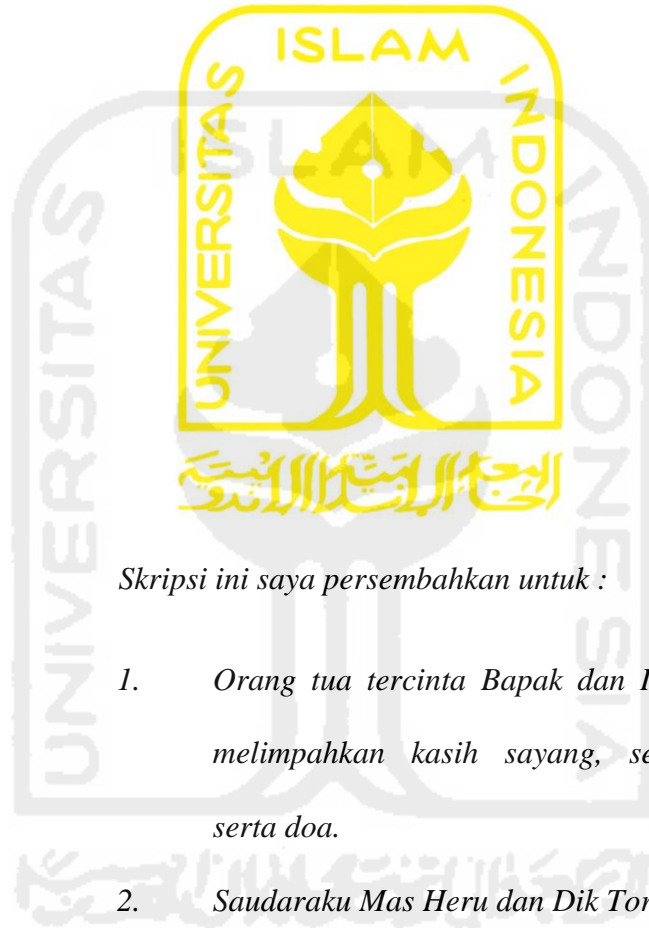 ISLAM
UNIVERSITAS
INDONESIA
Skripsi ini saya persembahkan untuk :
1. Orang tua tercinta Bapak dan
melimpahkan kasih sayang,
serta doa.
2. Saudaraku Mas Heru dan Dik